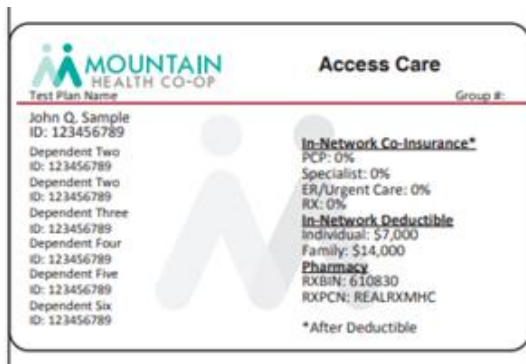 MOUNTAIN
HEALTH CO-OP
Access Care
Test Plan Name
Group #:
John Q. Sample
ID: 123456789
Dependent Two
ID: 123456789
Dependent Two
ID: 123456789
Dependent Three
ID: 123456789
Dependent Four
ID: 123456789
Dependent Five
ID: 123456789
Dependent Six
ID: 123456789
In-Network Co-Insurance*
PCP: 0%
Specialist: 0%
ER/Urgent Care: 0%
RX: 0%
In-Network Deductible
Individual: $7,000
Family: $14,000
Pharmacy
RXBIN: 610830
RXPCN: REALRXMHC
*After Deductible